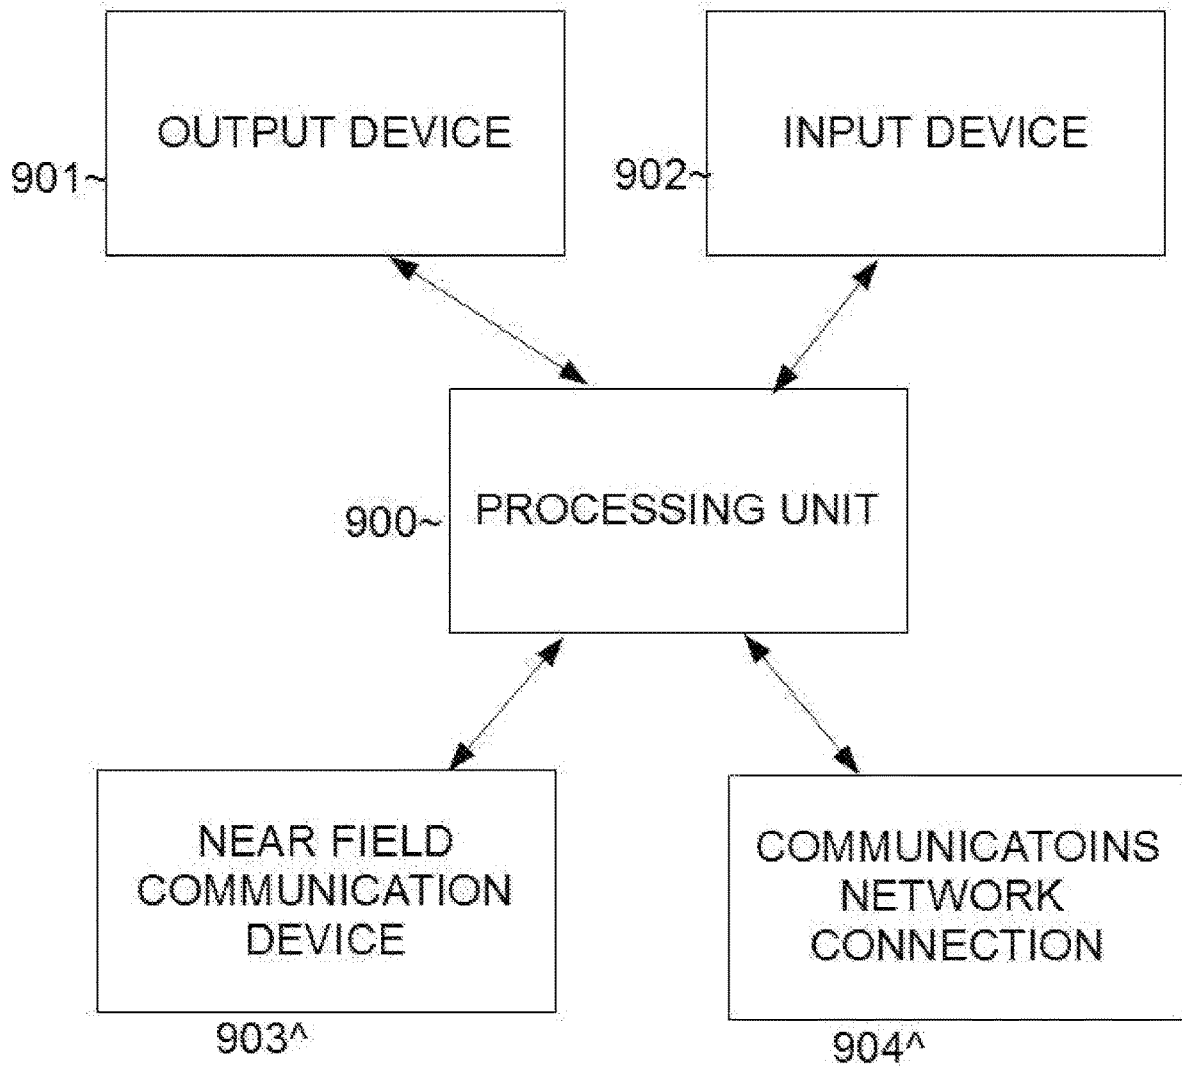 OUTPUT DEVICE
901~
INPUT DEVICE
902~
PROCESSING UNIT
900~
NEAR FIELD
COMMUNICATION
DEVICE
903^
COMMUNICATOINS
NETWORK
CONNECTION
904^